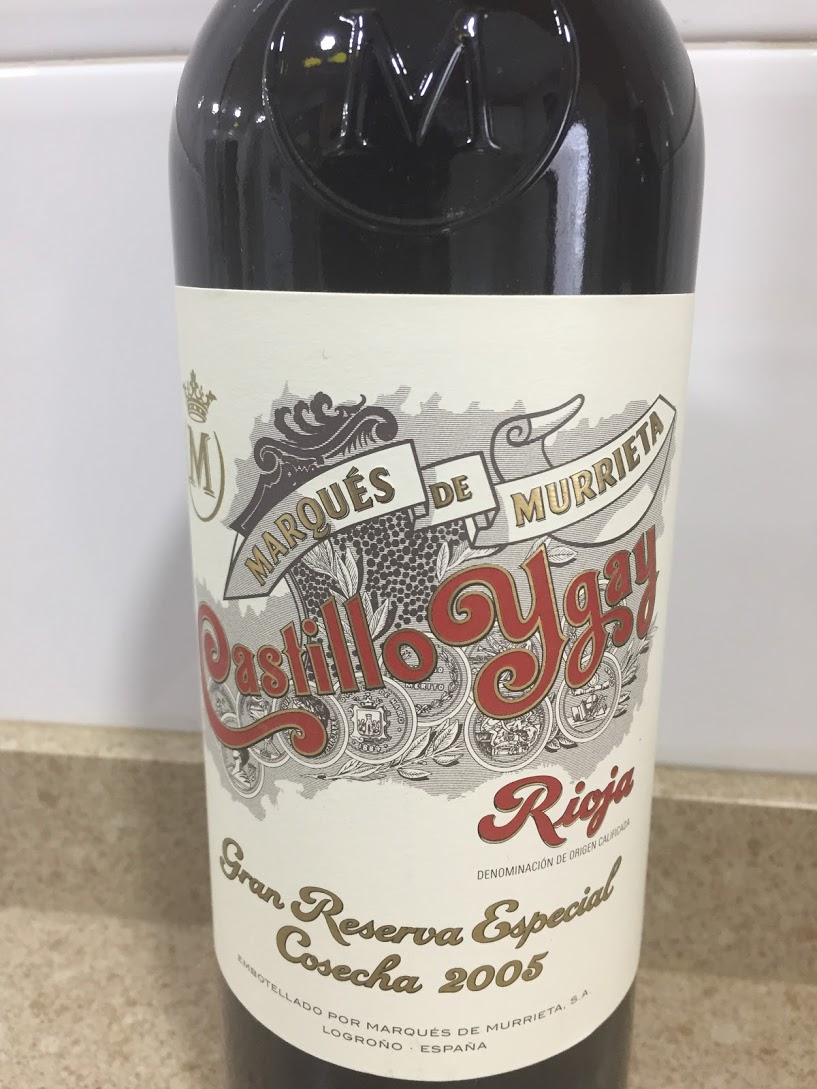 M
M
MARQUÉS DE MURRIETA
Castillo Ygay
MERITO
Rioja
DENOMINACIÓN DE ORIGEN CALIFICADA
Gran Reserva Especial
Cosecha 2005
EMBOTELLADO POR MARQUÉS DE MURRIETA, S.A.
LOGROÑO · ESPAÑA